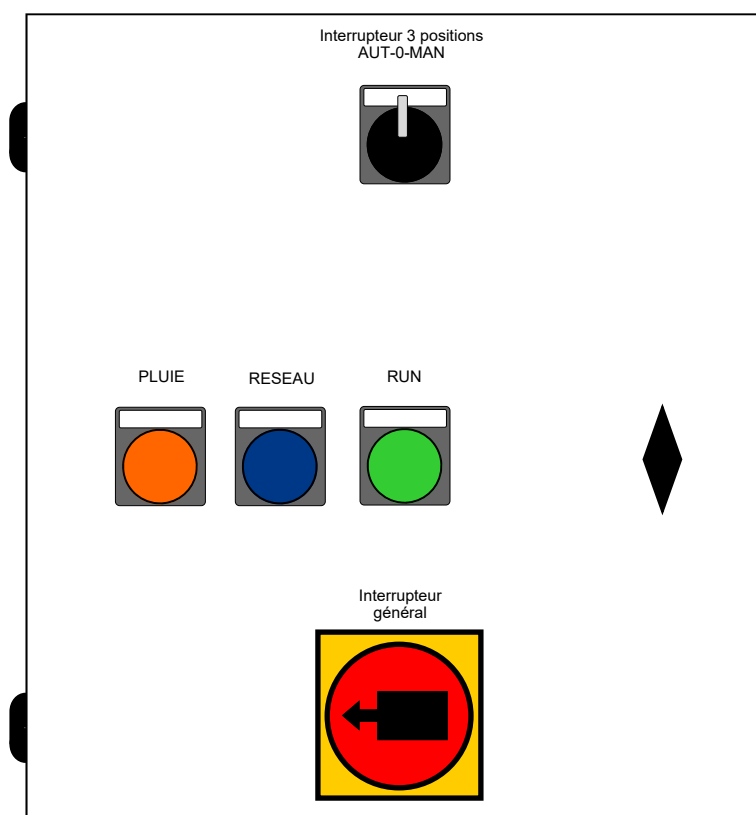 Interrupteur 3 positions
AUT-0-MAN
PLUIE
RESEAU
RUN
Interrupteur
général